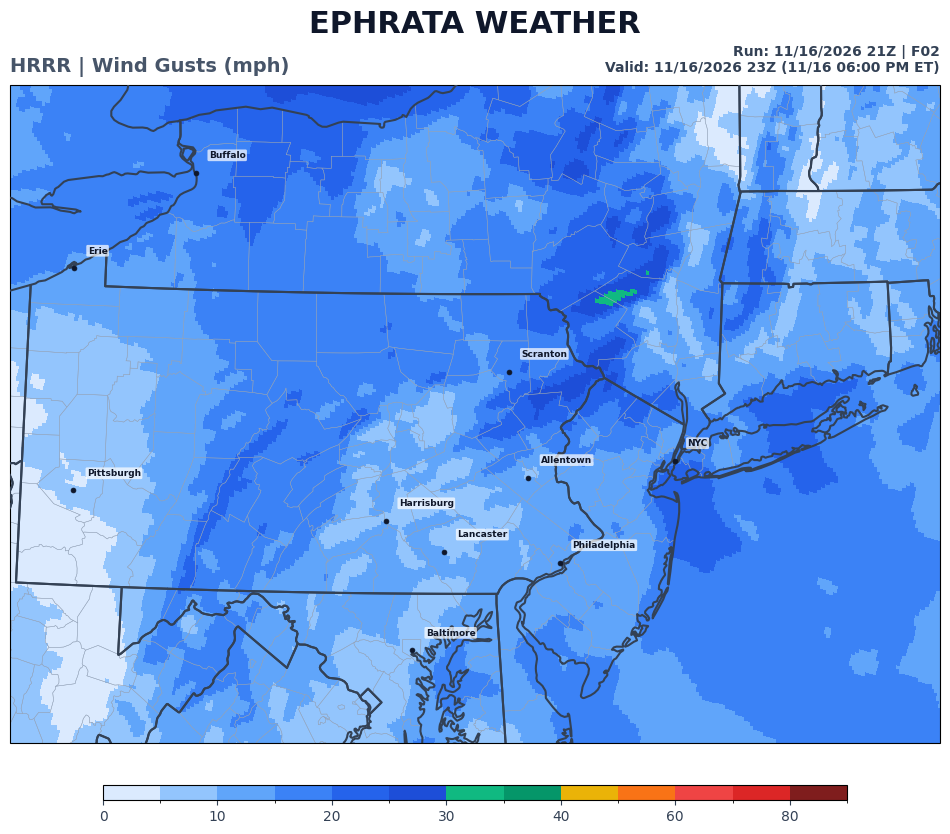 EPHRATA WEATHER
HRRR | Wind Gusts (mph)
Run: 11/16/2026 21Z | F02
Valid: 11/16/2026 23Z (11/16 06:00 PM ET)
Buffalo
Erie
Scranton
NYC
Allentown
Pittsburgh
Harrisburg
Lancaster
Philadelphia
Baltimore
0 10 20 30 40 50 60 70 80